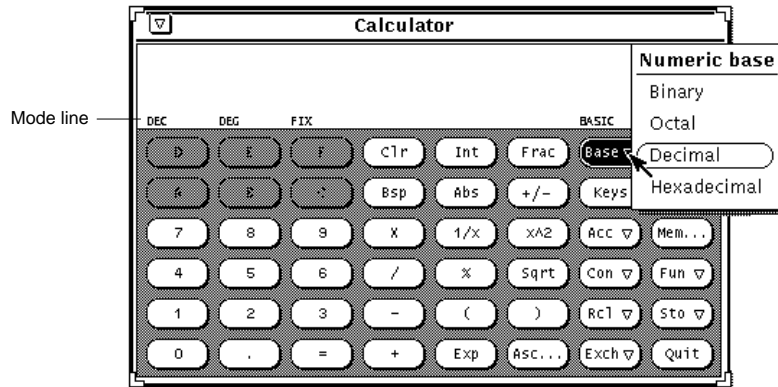 Calculator
Numeric base
Binary
Octal
Decimal
Hexadecimal
Mode line
DEC DEG FIX BASIC
D E F Clr Int Frac Base
A B C Bsp Abs +/- Keys
7 8 9 X 1/x x^2 Acc Mem...
4 5 6 / % Sqrt Con Fun
1 2 3 - ( ) Rcl Sto
0 . = + Exp Asc... Exch Quit